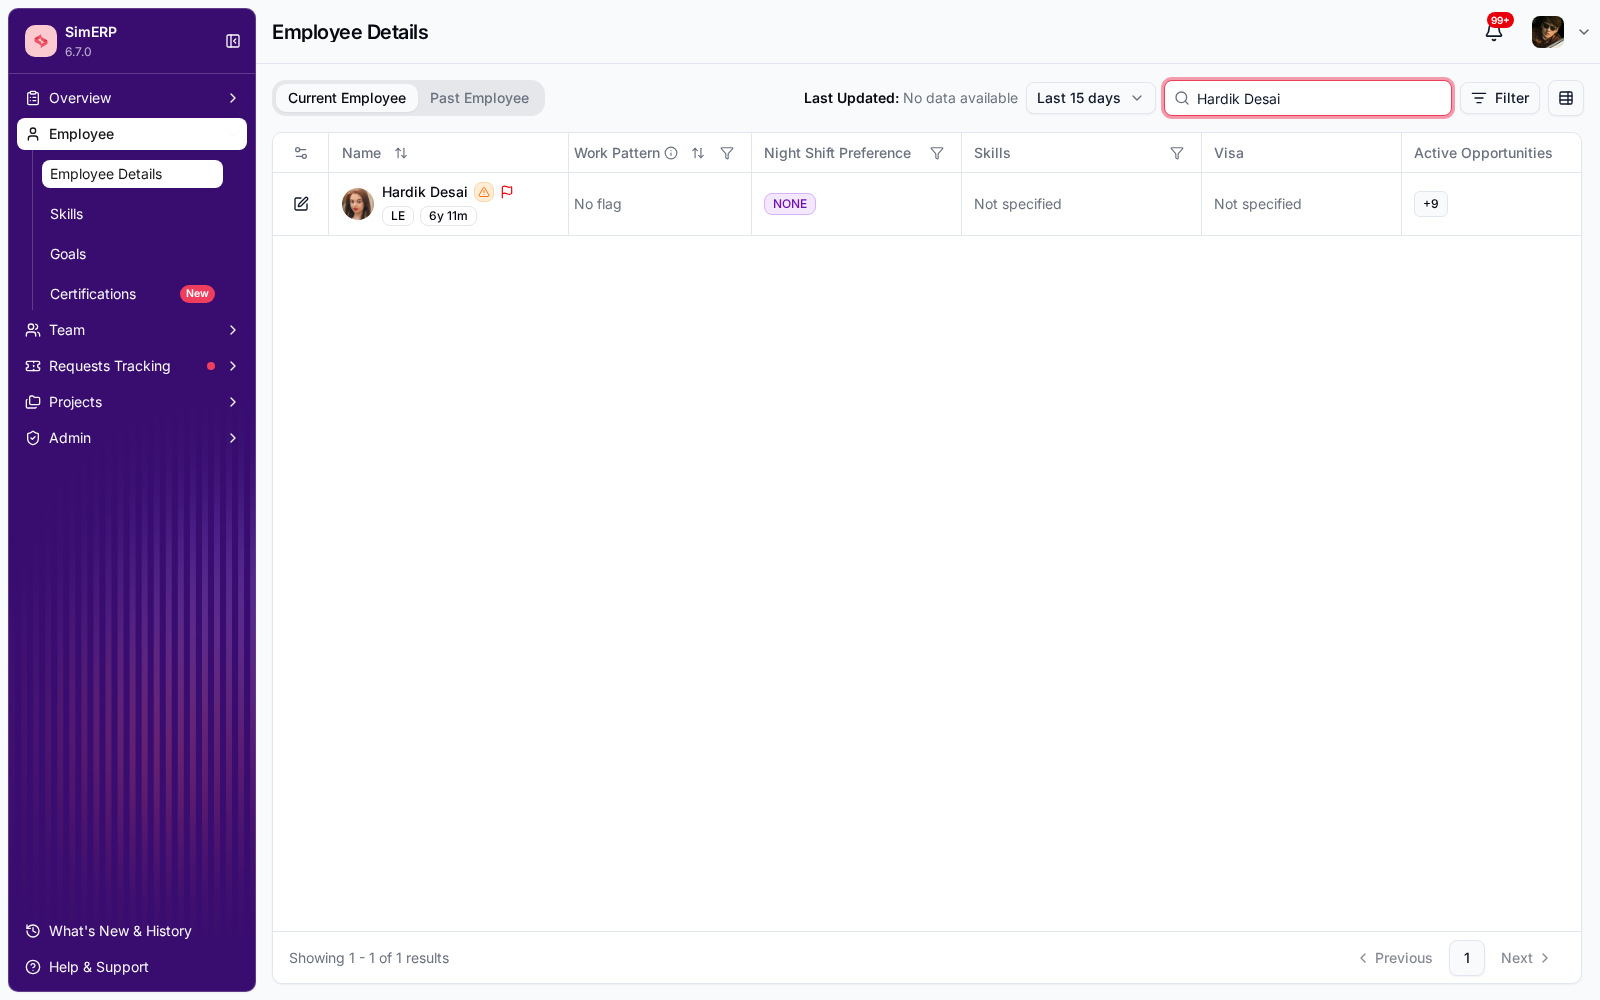 SimERP
6.7.0
Overview
Employee
Employee Details
Skills
Goals
Certifications New
Team
Requests Tracking
Projects
Admin
What's New & History
Help & Support
Employee Details
99+
Current Employee Past Employee
Last Updated: No data available
Last 15 days
Hardik Desai
Filter
Name Work Pattern Night Shift Preference Skills Visa Active Opportunities
Hardik Desai
LE 6y 11m
No flag
NONE
Not specified
Not specified
+9
Showing 1 - 1 of 1 results
Previous 1 Next